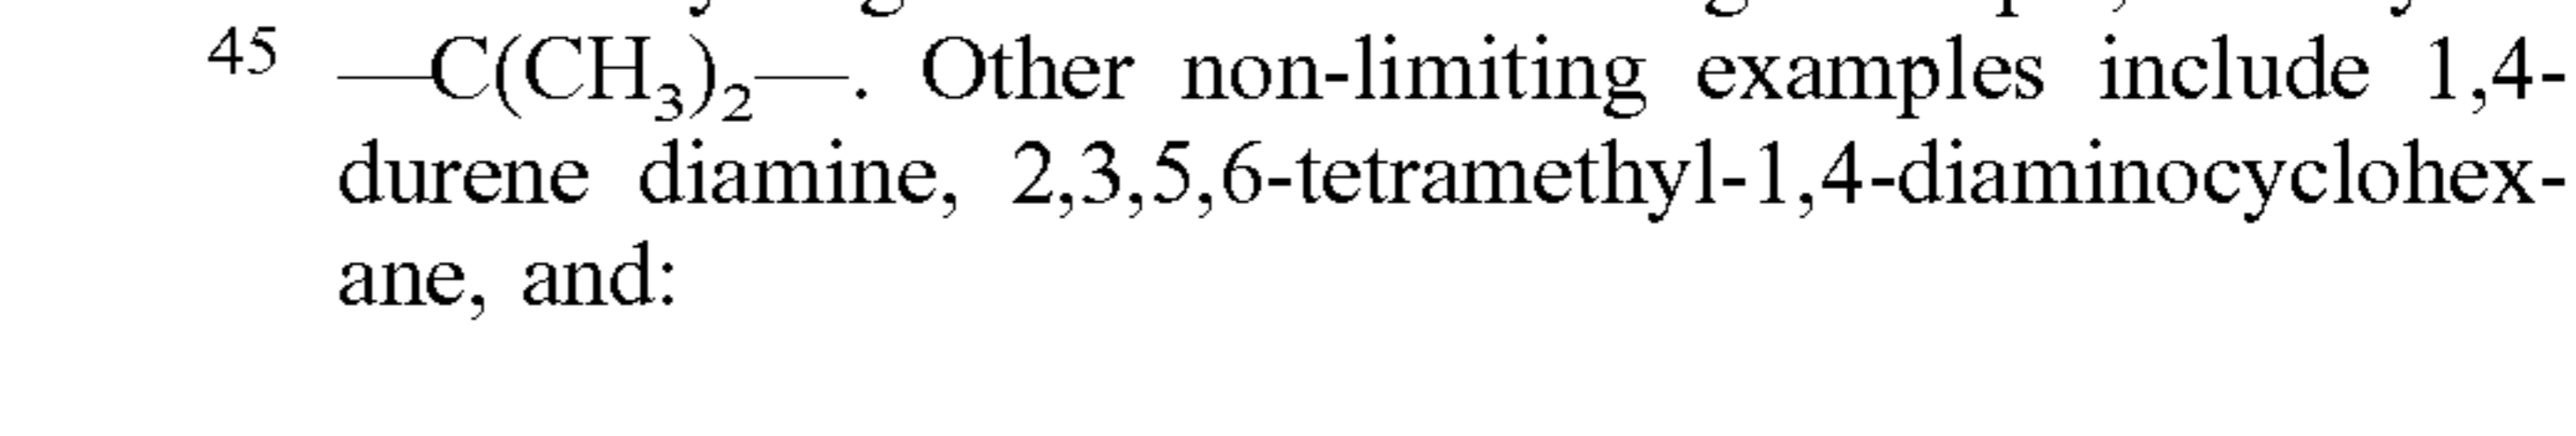 45 —C(CH₃)₂—. Other non-limiting examples include 1,4-
durene diamine, 2,3,5,6-tetramethyl-1,4-diaminocyclohex-
ane, and: